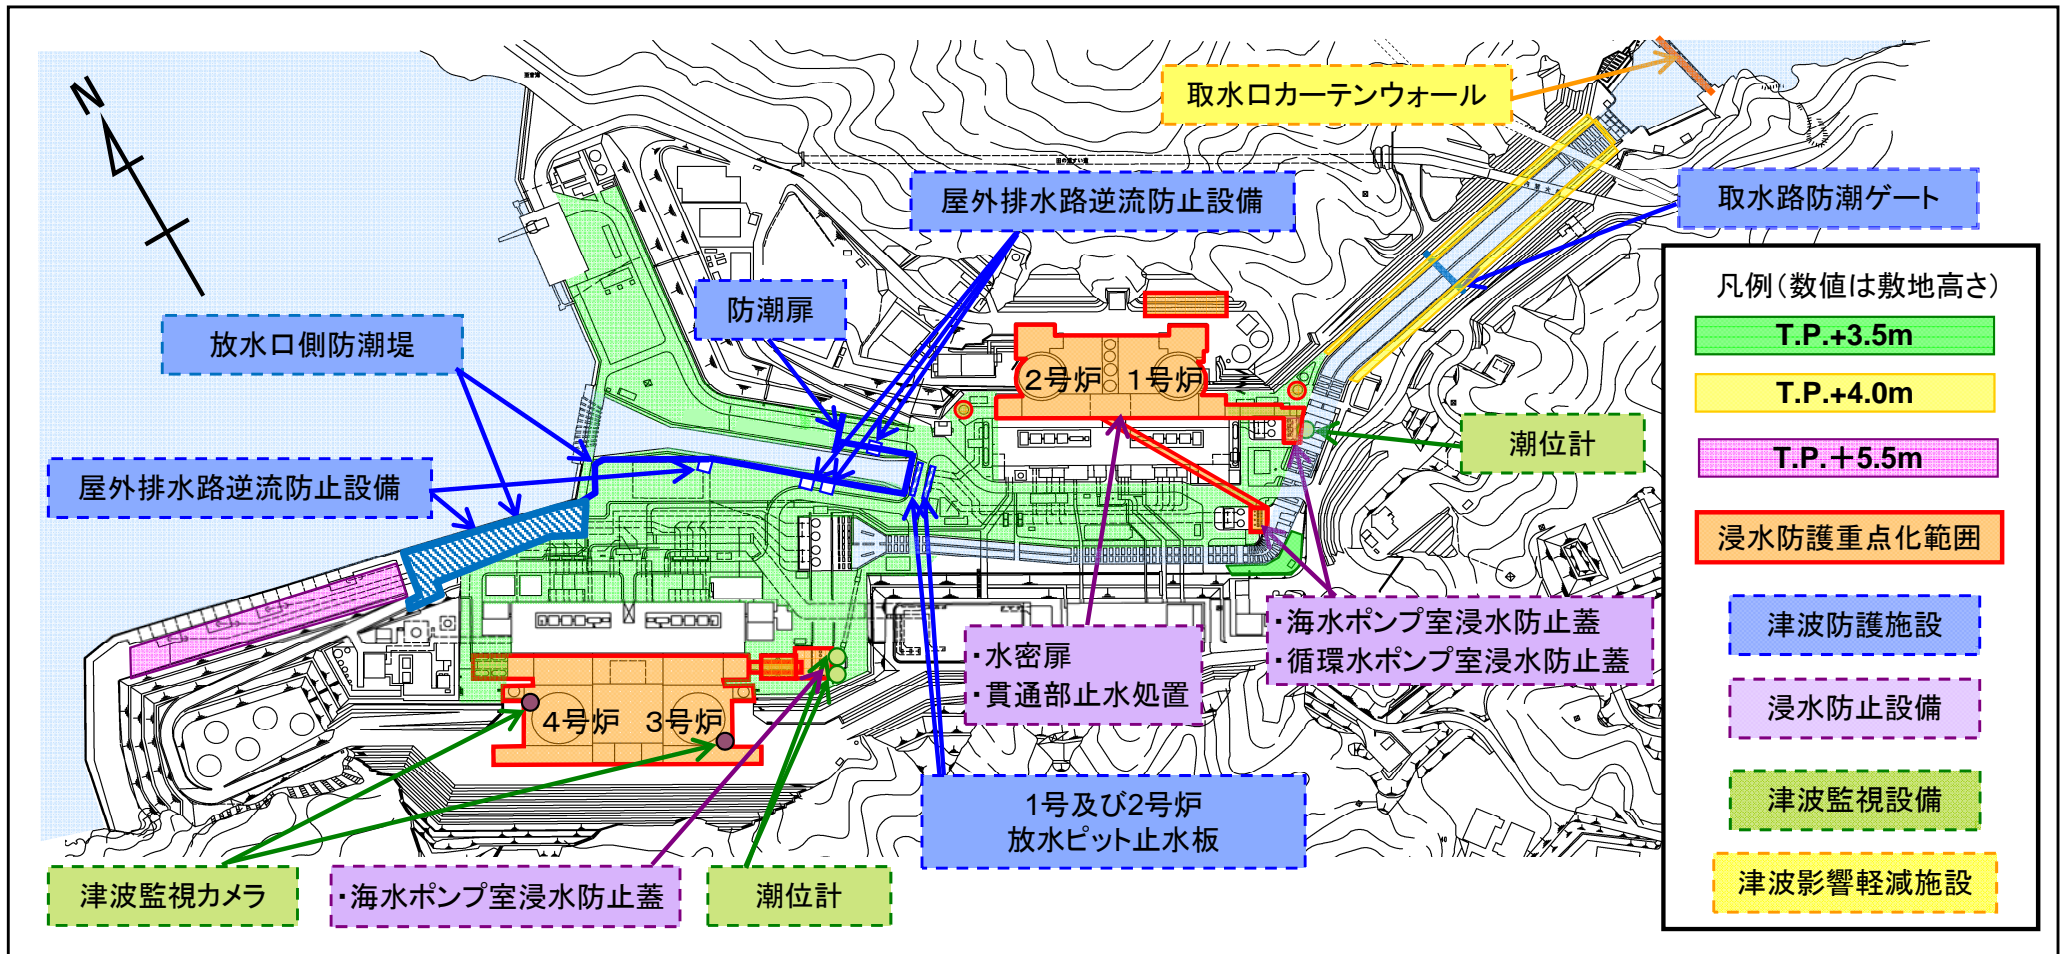 N
取水口カーテンウォール
屋外排水路逆流防止設備
取水路防潮ゲート
防潮扉
放水口側防潮堤
2号炉 1号炉
潮位計
屋外排水路逆流防止設備
・水密扉
・貫通部止水処置
・海水ポンプ室浸水防止蓋
・循環水ポンプ室浸水防止蓋
4号炉 3号炉
1号及び2号炉
放水ピット止水板
津波監視カメラ
・海水ポンプ室浸水防止蓋
潮位計
凡例(数値は敷地高さ)
T.P.+3.5m
T.P.+4.0m
T.P.+5.5m
浸水防護重点化範囲
津波防護施設
浸水防止設備
津波監視設備
津波影響軽減施設